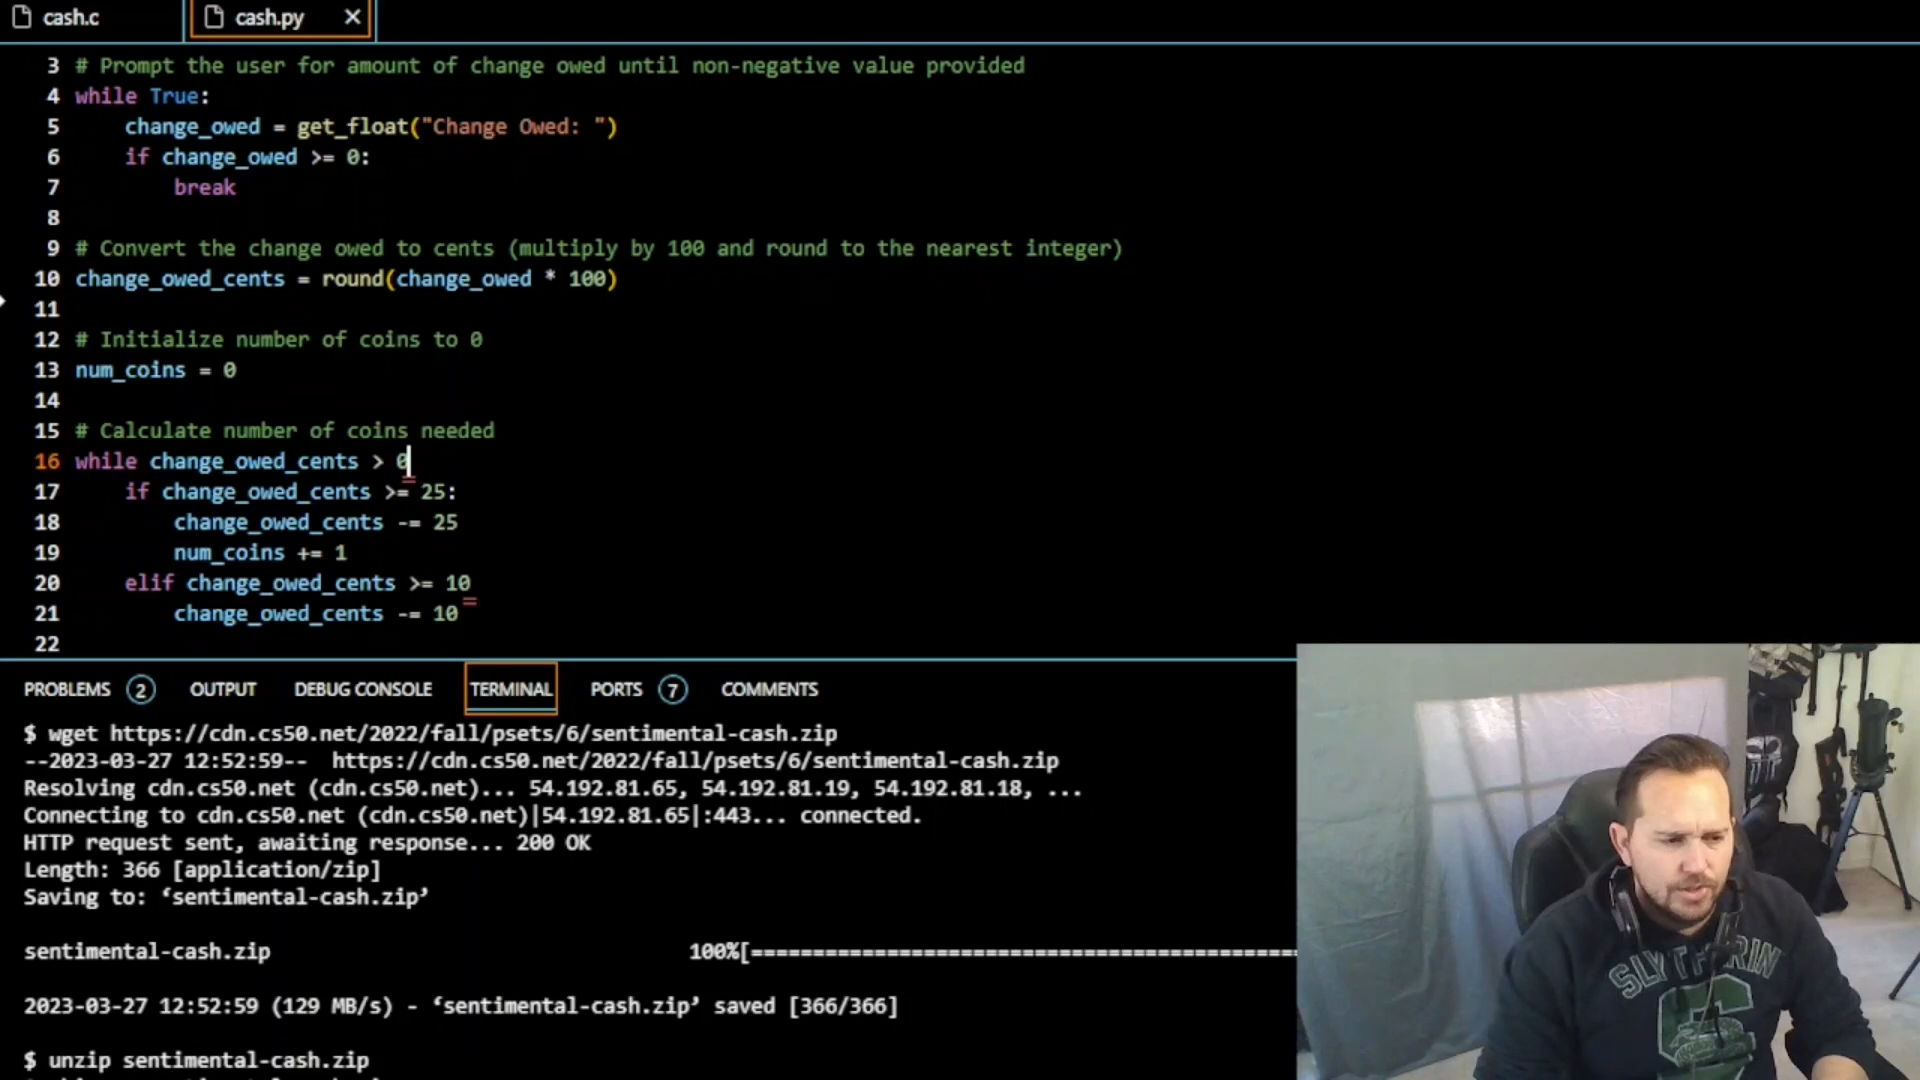 cash.c
cash.py
3 # Prompt the user for amount of change owed until non-negative value provided
4 while True:
5 change_owed = get_float("Change Owed: ")
6 if change_owed >= 0:
7 break
8
9 # Convert the change owed to cents (multiply by 100 and round to the nearest integer)
10 change_owed_cents = round(change_owed * 100)
11
12 # Initialize number of coins to 0
13 num_coins = 0
14
15 # Calculate number of coins needed
16 while change_owed_cents > 0
17 if change_owed_cents >= 25:
18 change_owed_cents -= 25
19 num_coins += 1
20 elif change_owed_cents >= 10
21 change_owed_cents -= 10
22
PROBLEMS 2 OUTPUT DEBUG CONSOLE TERMINAL PORTS 7 COMMENTS
$ wget https://cdn.cs50.net/2022/fall/psets/6/sentimental-cash.zip
--2023-03-27 12:52:59-- https://cdn.cs50.net/2022/fall/psets/6/sentimental-cash.zip
Resolving cdn.cs50.net (cdn.cs50.net)... 54.192.81.65, 54.192.81.19, 54.192.81.18, ...
Connecting to cdn.cs50.net (cdn.cs50.net)|54.192.81.65|:443... connected.
HTTP request sent, awaiting response... 200 OK
Length: 366 [application/zip]
Saving to: ‘sentimental-cash.zip’
sentimental-cash.zip 100%[=============================================
2023-03-27 12:52:59 (129 MB/s) - ‘sentimental-cash.zip’ saved [366/366]
$ unzip sentimental-cash.zip
SLYTHERIN